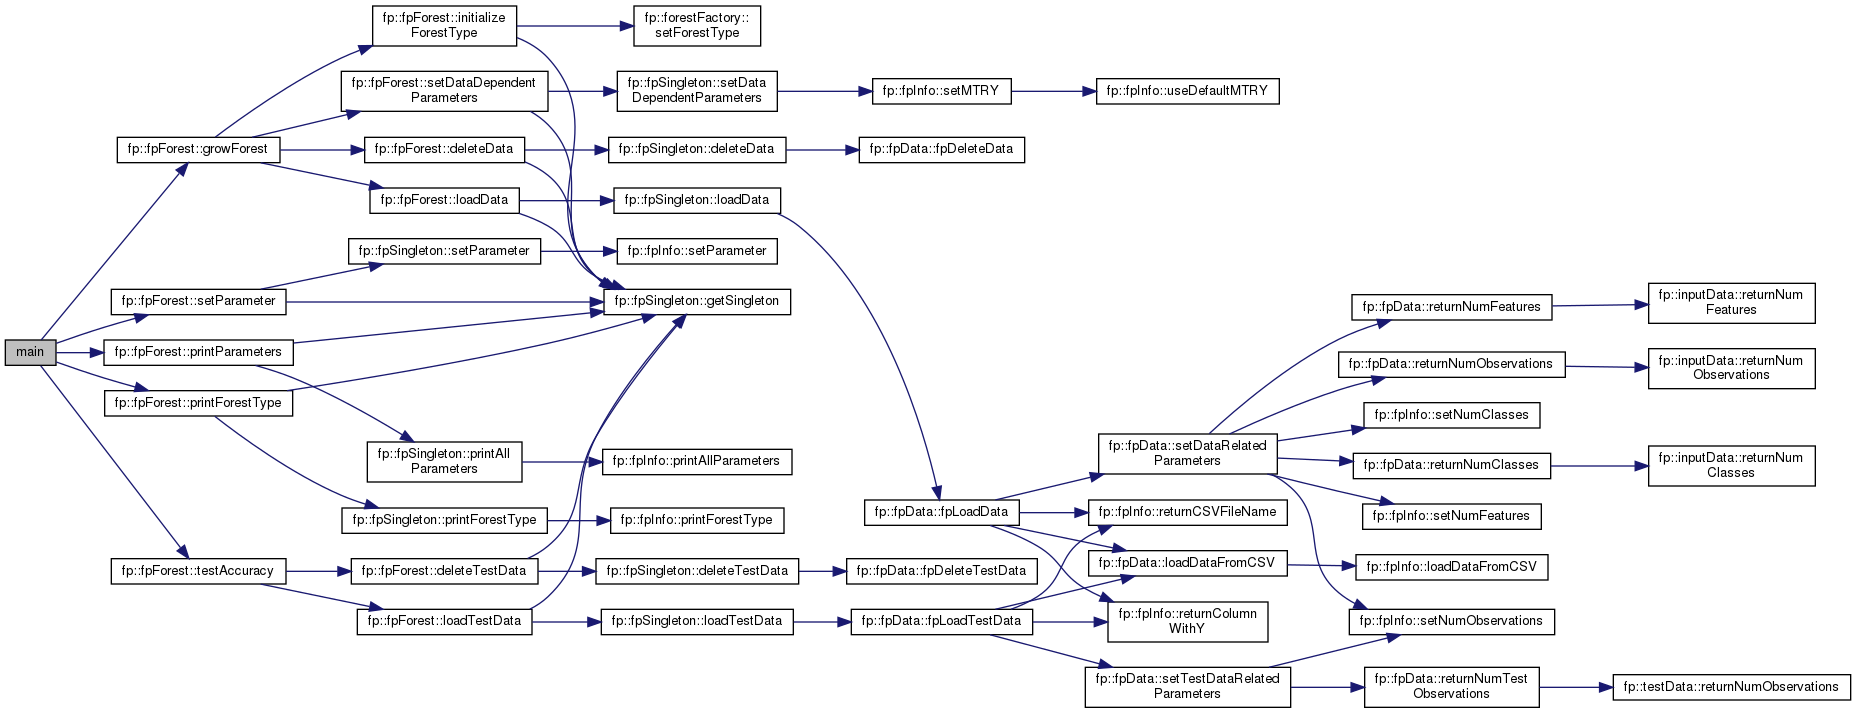 main
fp::fpForest::growForest
fp::fpForest::setParameter
fp::fpForest::printParameters
fp::fpForest::printForestType
fp::fpForest::testAccuracy
fp::fpForest::initialize
ForestType
fp::fpForest::setDataDependent
Parameters
fp::fpForest::deleteData
fp::fpForest::loadData
fp::fpSingleton::setParameter
fp::fpSingleton::printAll
Parameters
fp::fpSingleton::printForestType
fp::fpForest::deleteTestData
fp::fpForest::loadTestData
fp::forestFactory::
setForestType
fp::fpSingleton::setData
DependentParameters
fp::fpSingleton::deleteData
fp::fpSingleton::loadData
fp::fpInfo::setParameter
fp::fpSingleton::getSingleton
fp::fpInfo::printAllParameters
fp::fpInfo::printForestType
fp::fpSingleton::deleteTestData
fp::fpSingleton::loadTestData
fp::fpInfo::setMTRY
fp::fpData::fpDeleteData
fp::fpData::fpLoadData
fp::fpData::fpDeleteTestData
fp::fpData::fpLoadTestData
fp::fpInfo::useDefaultMTRY
fp::fpData::setDataRelated
Parameters
fp::fpInfo::returnCSVFileName
fp::fpData::loadDataFromCSV
fp::fpInfo::returnColumn
WithY
fp::fpData::setTestDataRelated
Parameters
fp::fpData::returnNumFeatures
fp::fpData::returnNumObservations
fp::fpInfo::setNumClasses
fp::fpData::returnNumClasses
fp::fpInfo::setNumFeatures
fp::fpInfo::loadDataFromCSV
fp::fpInfo::setNumObservations
fp::fpData::returnNumTest
Observations
fp::inputData::returnNum
Features
fp::inputData::returnNum
Observations
fp::inputData::returnNum
Classes
fp::testData::returnNumObservations